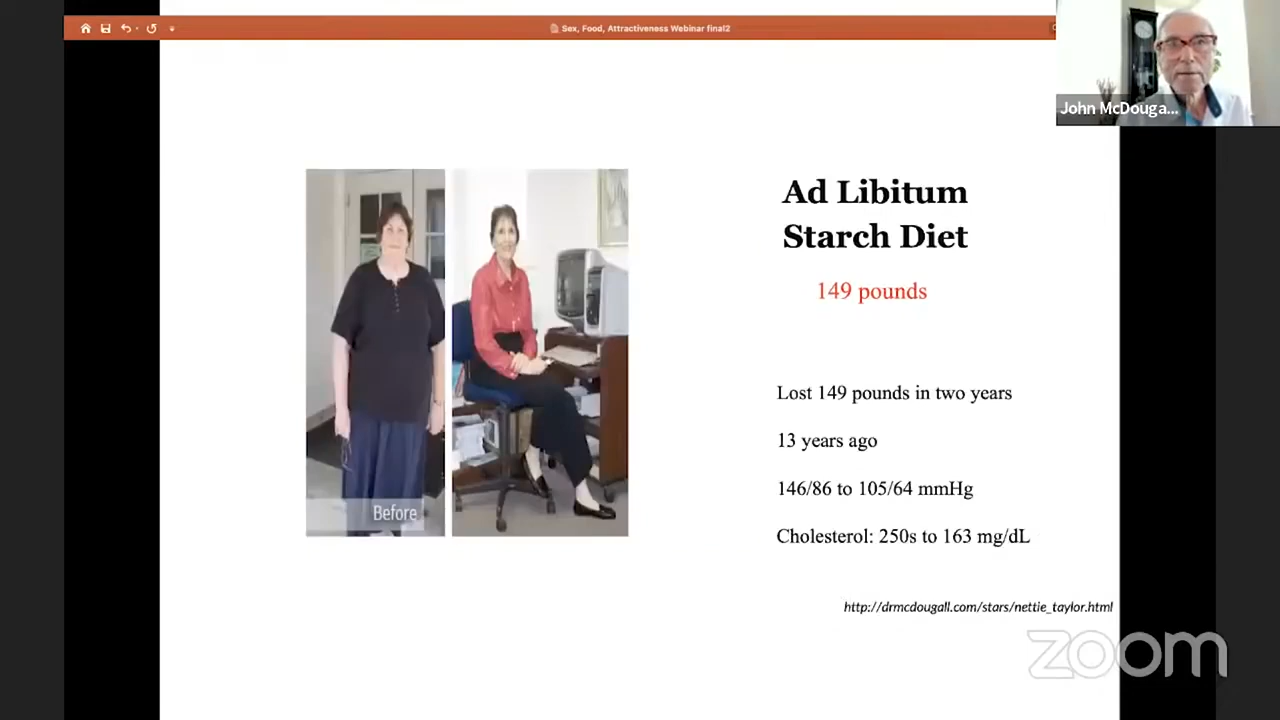 Sex, Food, Attractiveness Webinar final2
John McDouga...
Ad Libitum
Starch Diet
149 pounds
Lost 149 pounds in two years
13 years ago
146/86 to 105/64 mmHg
Cholesterol: 250s to 163 mg/dL
Before
http://drmcdougall.com/stars/nettie_taylor.html
zoom